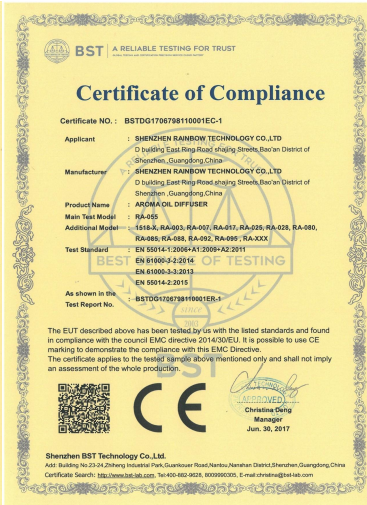 BST
A RELIABLE TESTING FOR TRUST
Certificate of Compliance
Certificate NO. : BSTDG1706798110001EC-1
Applicant : SHENZHEN RAINBOW TECHNOLOGY CO.,LTD
D building East Ring Road shajing Streets,Bao'an District of
Shenzhen ,Guangdong,China
Manufacturer : SHENZHEN RAINBOW TECHNOLOGY CO.,LTD
D building East Ring Road shajing Streets,Bao'an District of
Shenzhen ,Guangdong,China
Product Name : AROMA OIL DIFFUSER
Main Test Model : RA-055
Additional Model : 1518-X, RA-003, RA-007, RA-017, RA-025, RA-028, RA-080,
RA-085, RA-088, RA-092, RA-095 , RA-XXX
Test Standard : EN 55014-1:2006+A1:2009+A2:2011
EN 61000-3-2:2014
EN 61000-3-3:2013
EN 55014-2:2015
As shown in the
Test Report No. : BSTDG1706798110001ER-1
BEST OF TESTING
SINCE
2003
BST
The EUT described above has been tested by us with the listed standards and found
in compliance with the council EMC directive 2014/30/EU. It is possible to use CE
marking to demonstrate the compliance with this EMC Directive.
The certificate applies to the tested sample above mentioned only and shall not imply
an assessment of the whole production.
CE
APPROVED
Christina Deng
Manager
Jun. 30, 2017
Shenzhen BST Technology Co.,Ltd.
Add: Building No.23-24,Zhiheng Industrial Park,Guankouer Road,Nantou,Nanshan District,Shenzhen,Guangdong,China
Certificate Search: http://www.bst-lab.com, Tel:400-882-9628, 8009990305, E-mail:christina@bst-lab.com